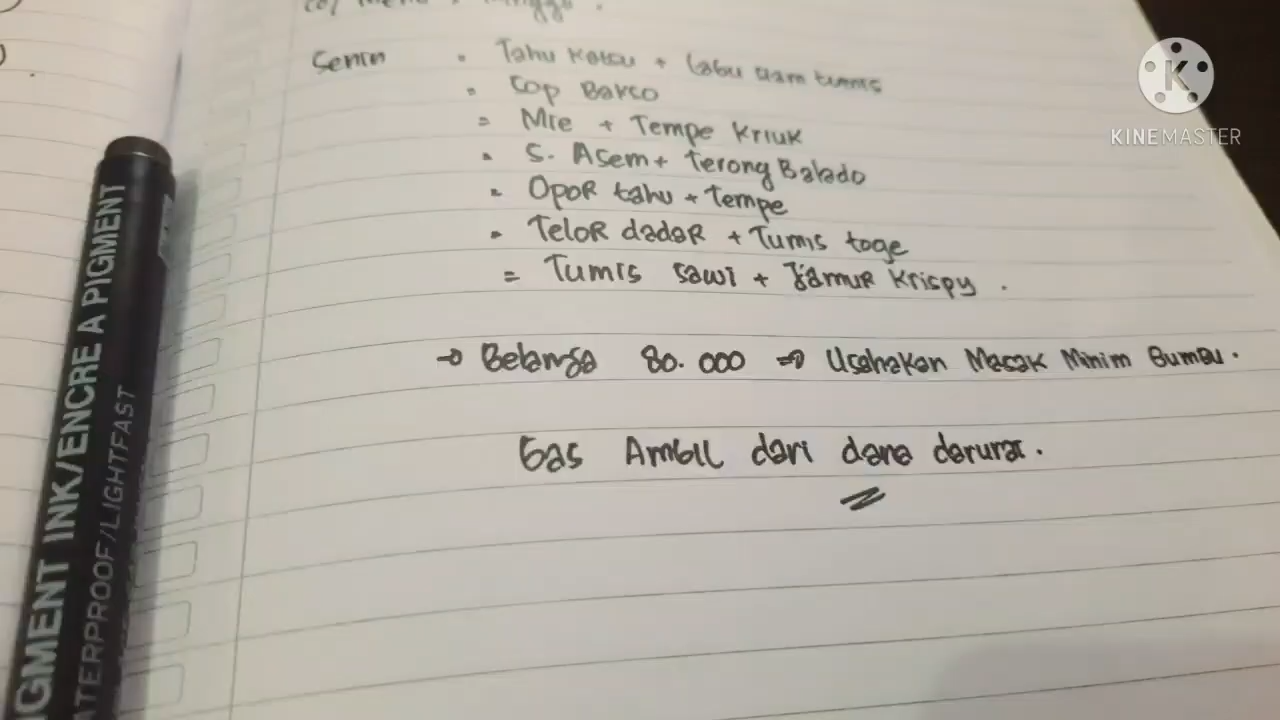 Senin • Tahu Katsu + Labu siam tumis
• Sop Bakso
= Mie + Tempe Kriuk
• S. Asem + Terong Balado
• Opor tahu + Tempe
• Telor dadar + Tumis toge
= Tumis sawi + Jamur Krispy .
→ Belanja 80.000 ⇒ Usahakan Masak Minim Bumbu.
Gas Ambil dari dana darurat.
PIGMENT INK/ENCRE A PIGMENT
WATERPROOF/LIGHTFAST
K
KINEMASTER